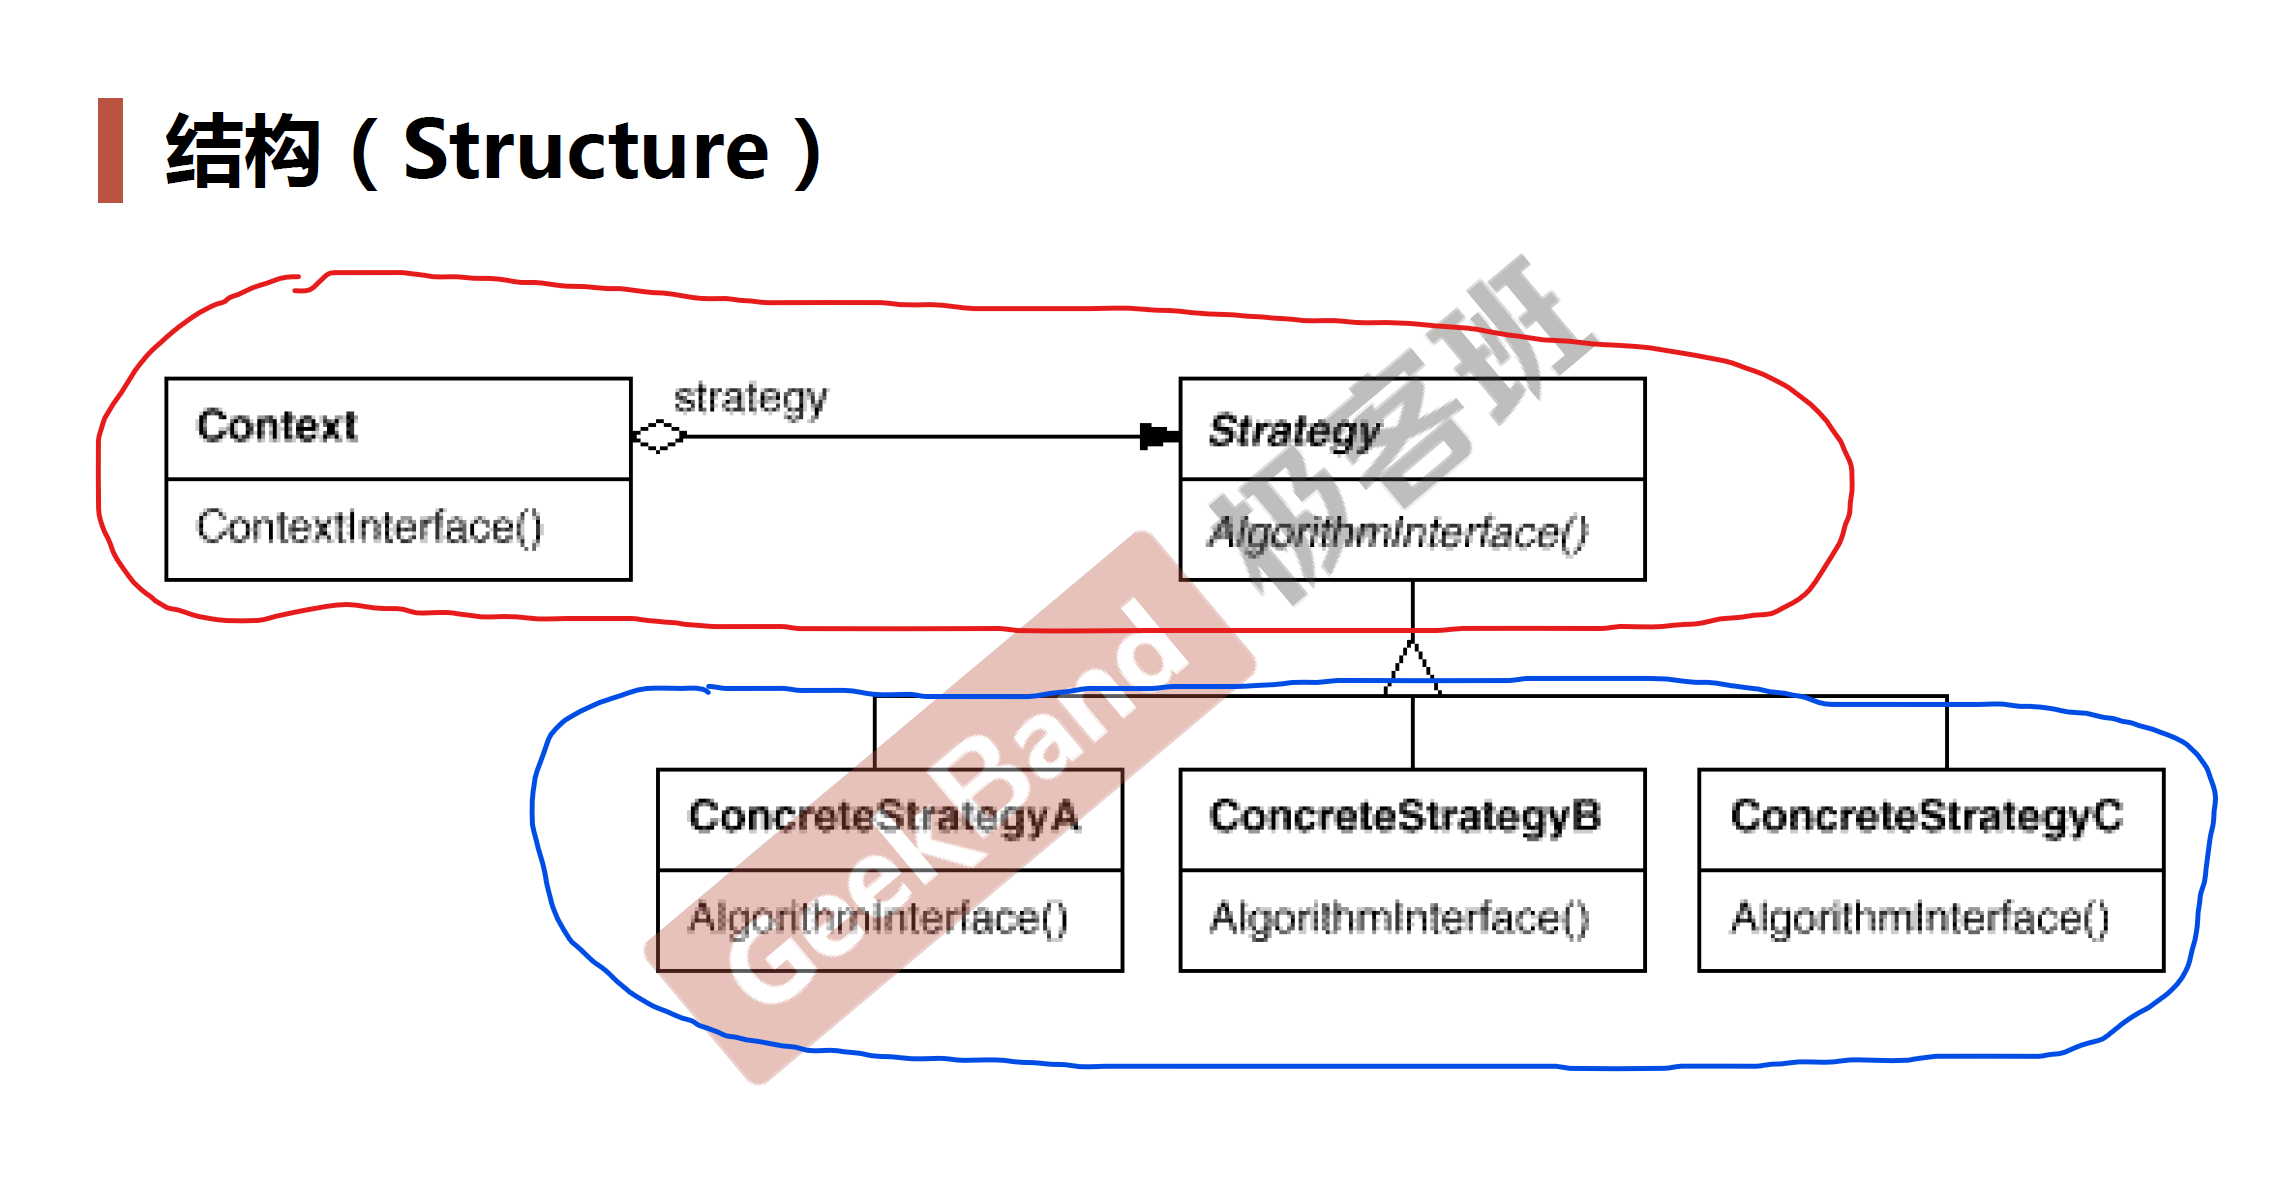 结构（Structure）
strategy
Context
Strategy
ContextInterface()
AlgorithmInterface()
ConcreteStrategyA
ConcreteStrategyB
ConcreteStrategyC
AlgorithmInterface()
AlgorithmInterface()
AlgorithmInterface()
GeekBand 极客班